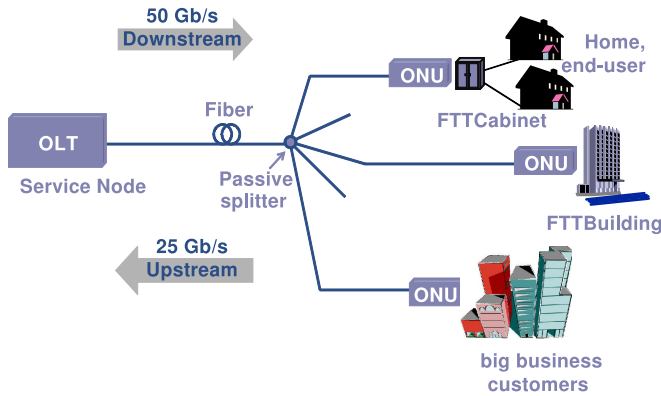 50 Gb/s
Downstream
ONU
Home,
end-user
FTTCabinet
Fiber
OLT
Service Node
Passive
splitter
ONU
FTTBuilding
25 Gb/s
Upstream
ONU
big business
customers